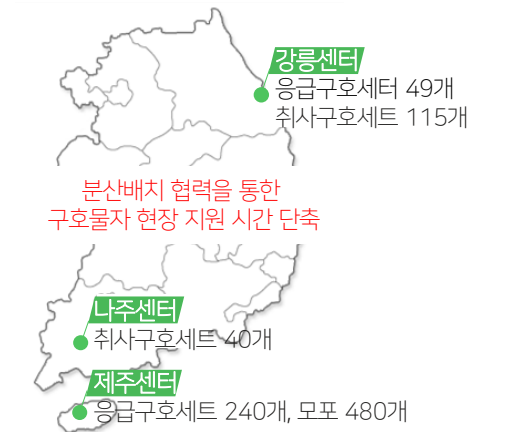 강릉센터
응급구호세터 49개
취사구호세트 115개
분산배치 협력을 통한
구호물자 현장 지원 시간 단축
나주센터
취사구호세트 40개
제주센터
응급구호세트 240개, 모포 480개